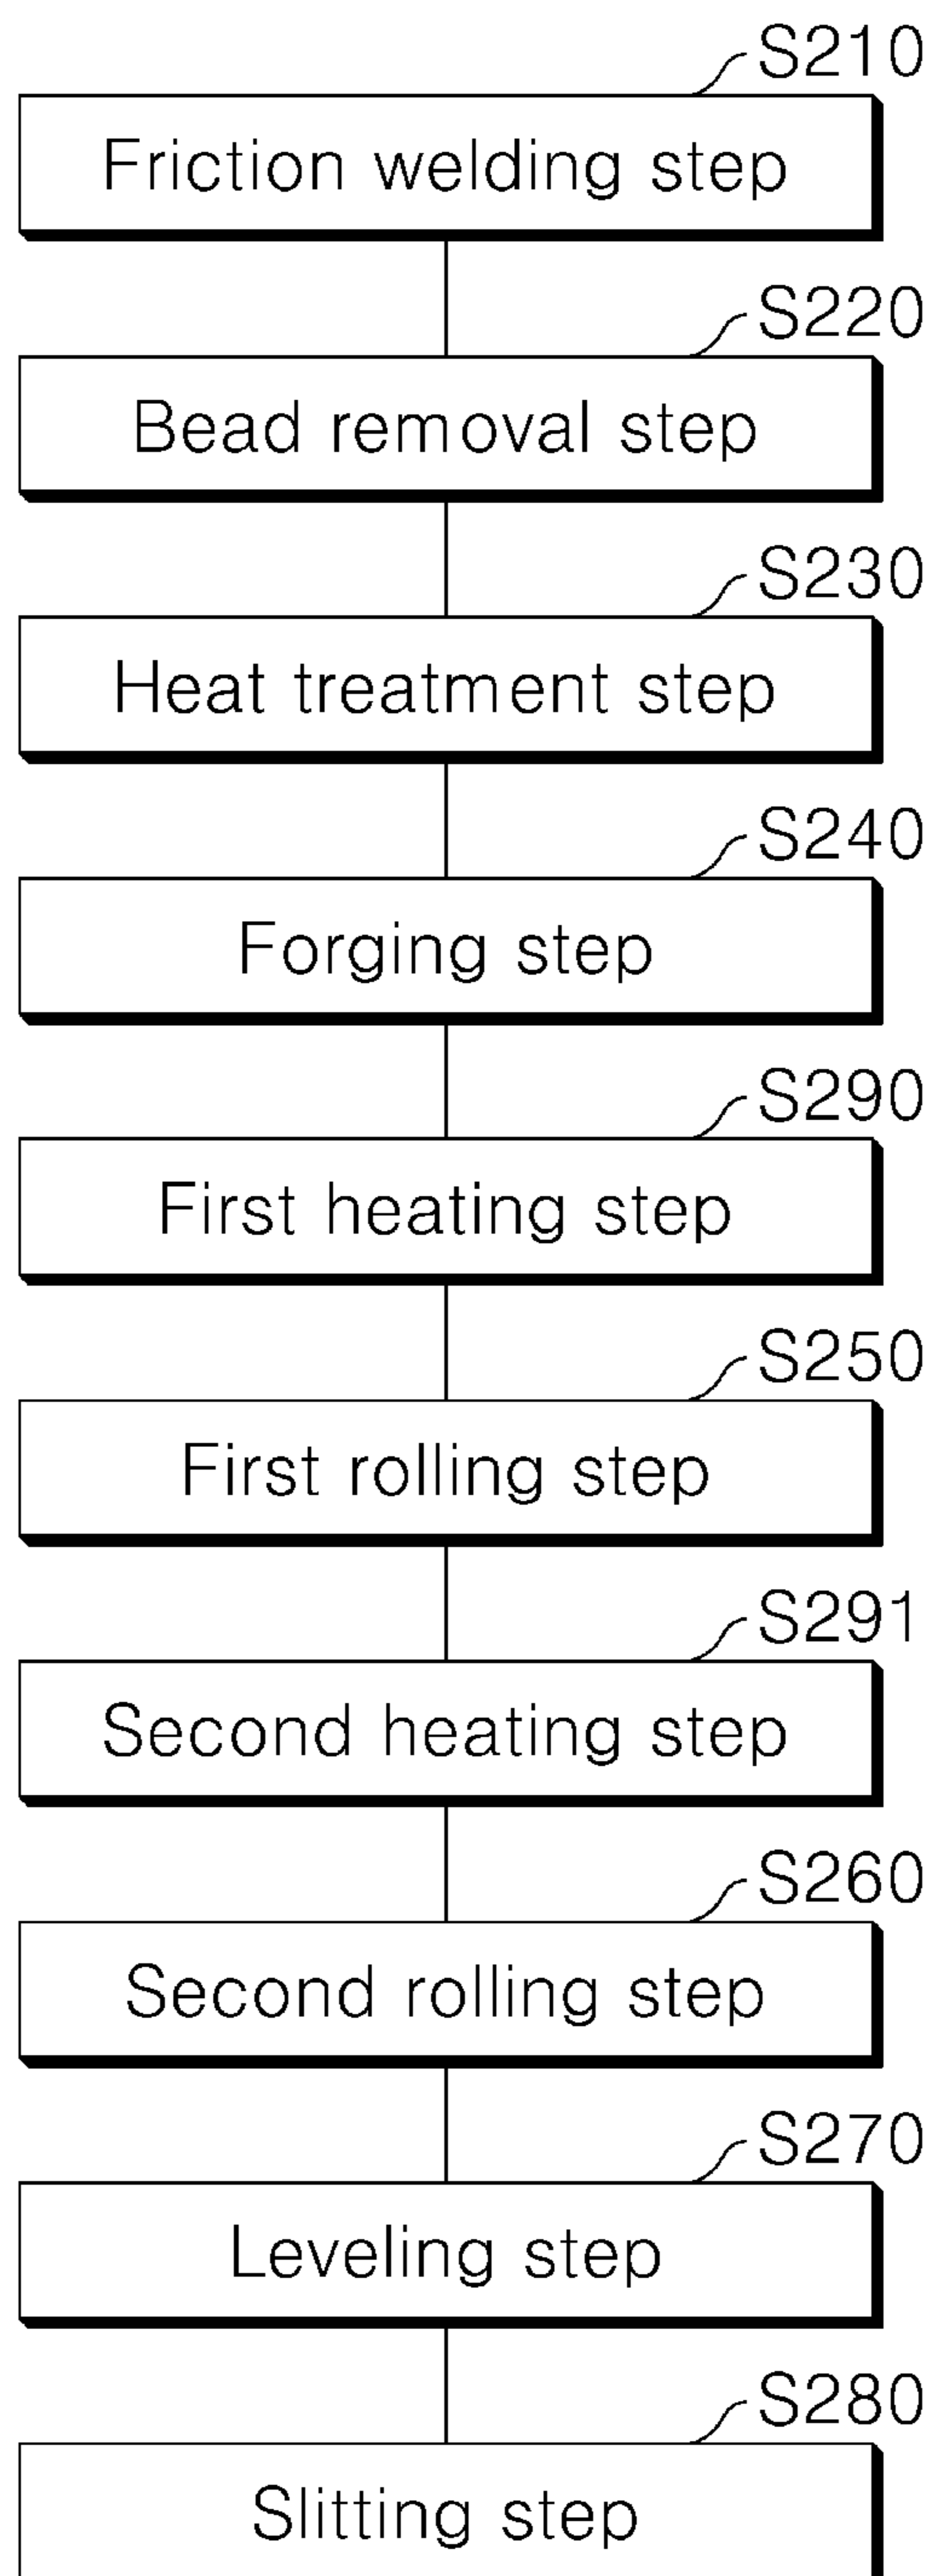 S210
Friction welding step
S220
Bead removal step
S230
Heat treatment step
S240
Forging step
S290
First heating step
S250
First rolling step
S291
Second heating step
S260
Second rolling step
S270
Leveling step
S280
Slitting step